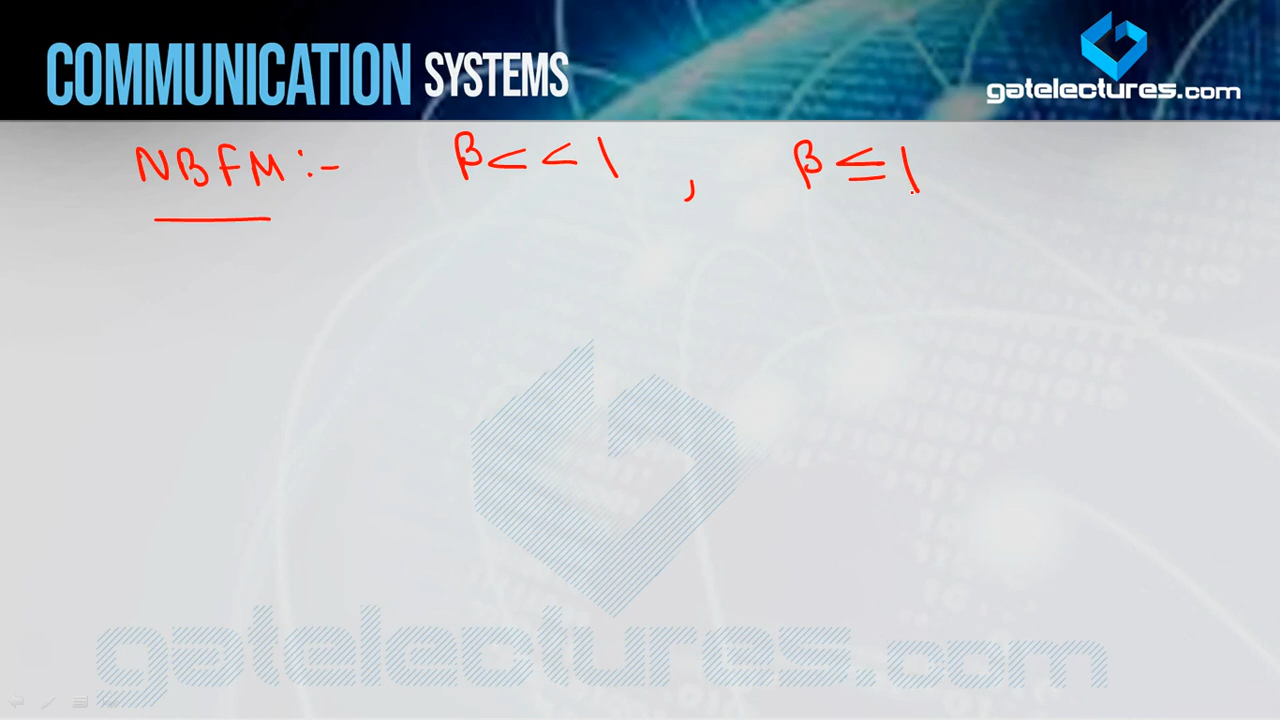 COMMUNICATION SYSTEMS
gatelectures.com
NBFM :- β << 1 , β ≤ 1
gatelectures.com